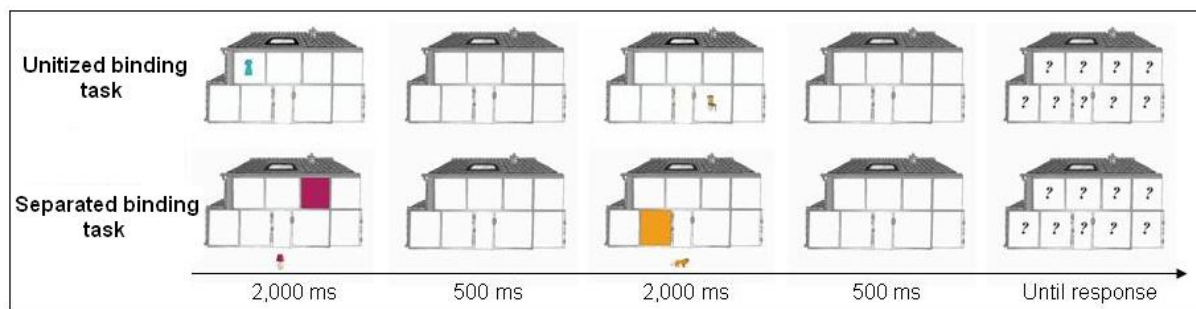 Unitized binding
task
? ? ? ?
? ? ? ? ?
Separated binding
task
? ? ? ?
? ? ? ? ?
2,000 ms 500 ms 2,000 ms 500 ms Until response